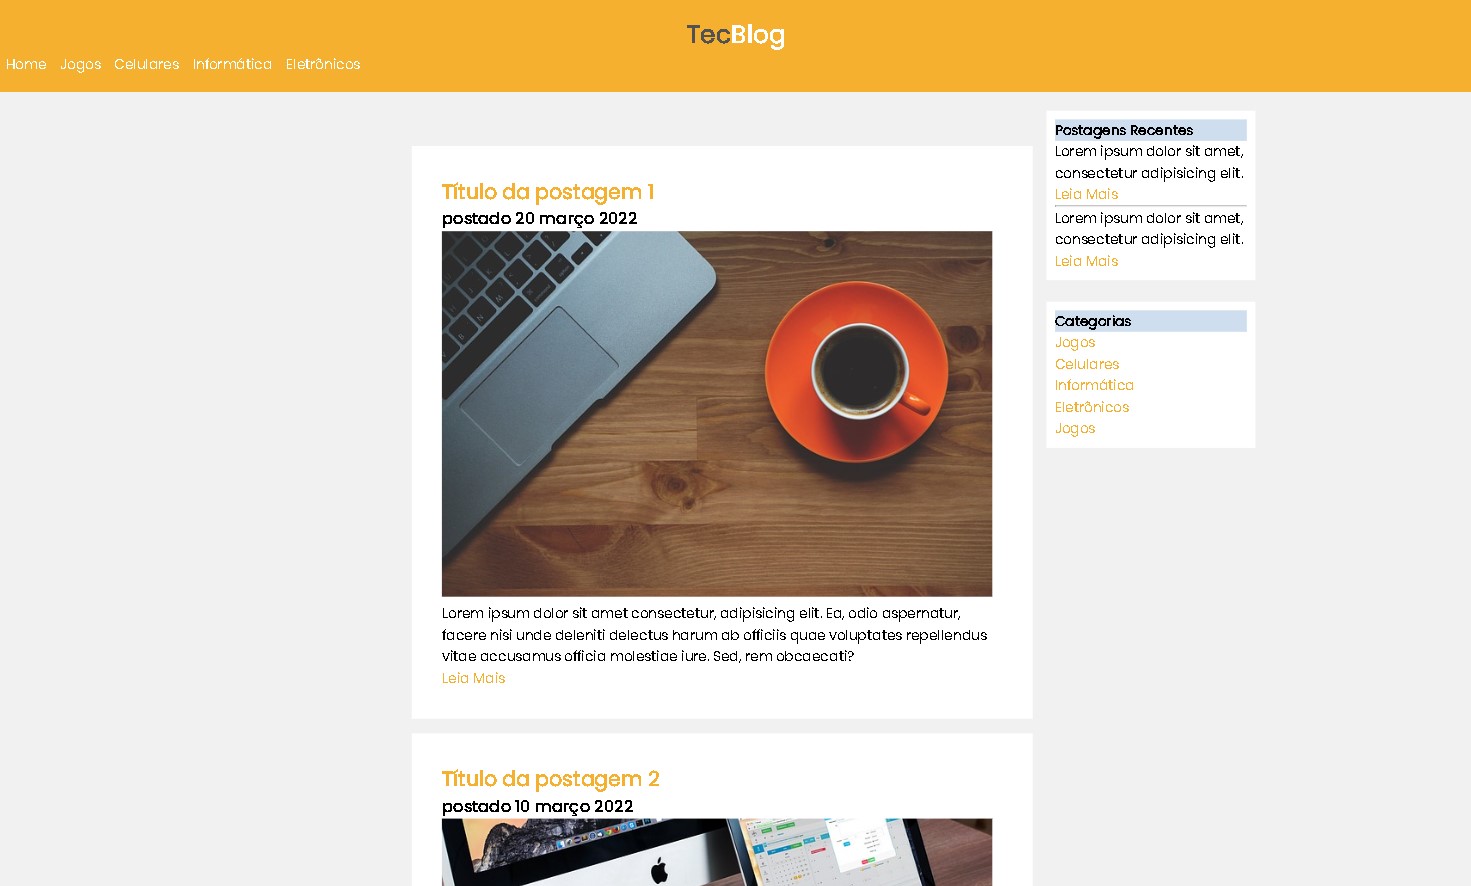 TecBlog
Home Jogos Celulares Informática Eletrônicos
Título da postagem 1
postado 20 março 2022
Lorem ipsum dolor sit amet consectetur, adipisicing elit. Ea, odio aspernatur,
facere nisi unde deleniti delectus harum ab officiis quae voluptates repellendus
vitae accusamus officia molestiae iure. Sed, rem obcaecati?
Leia Mais
Título da postagem 2
postado 10 março 2022
Postagens Recentes
Lorem ipsum dolor sit amet,
consectetur adipisicing elit.
Leia Mais
Lorem ipsum dolor sit amet,
consectetur adipisicing elit.
Leia Mais
Categorias
Jogos
Celulares
Informática
Eletrônicos
Jogos